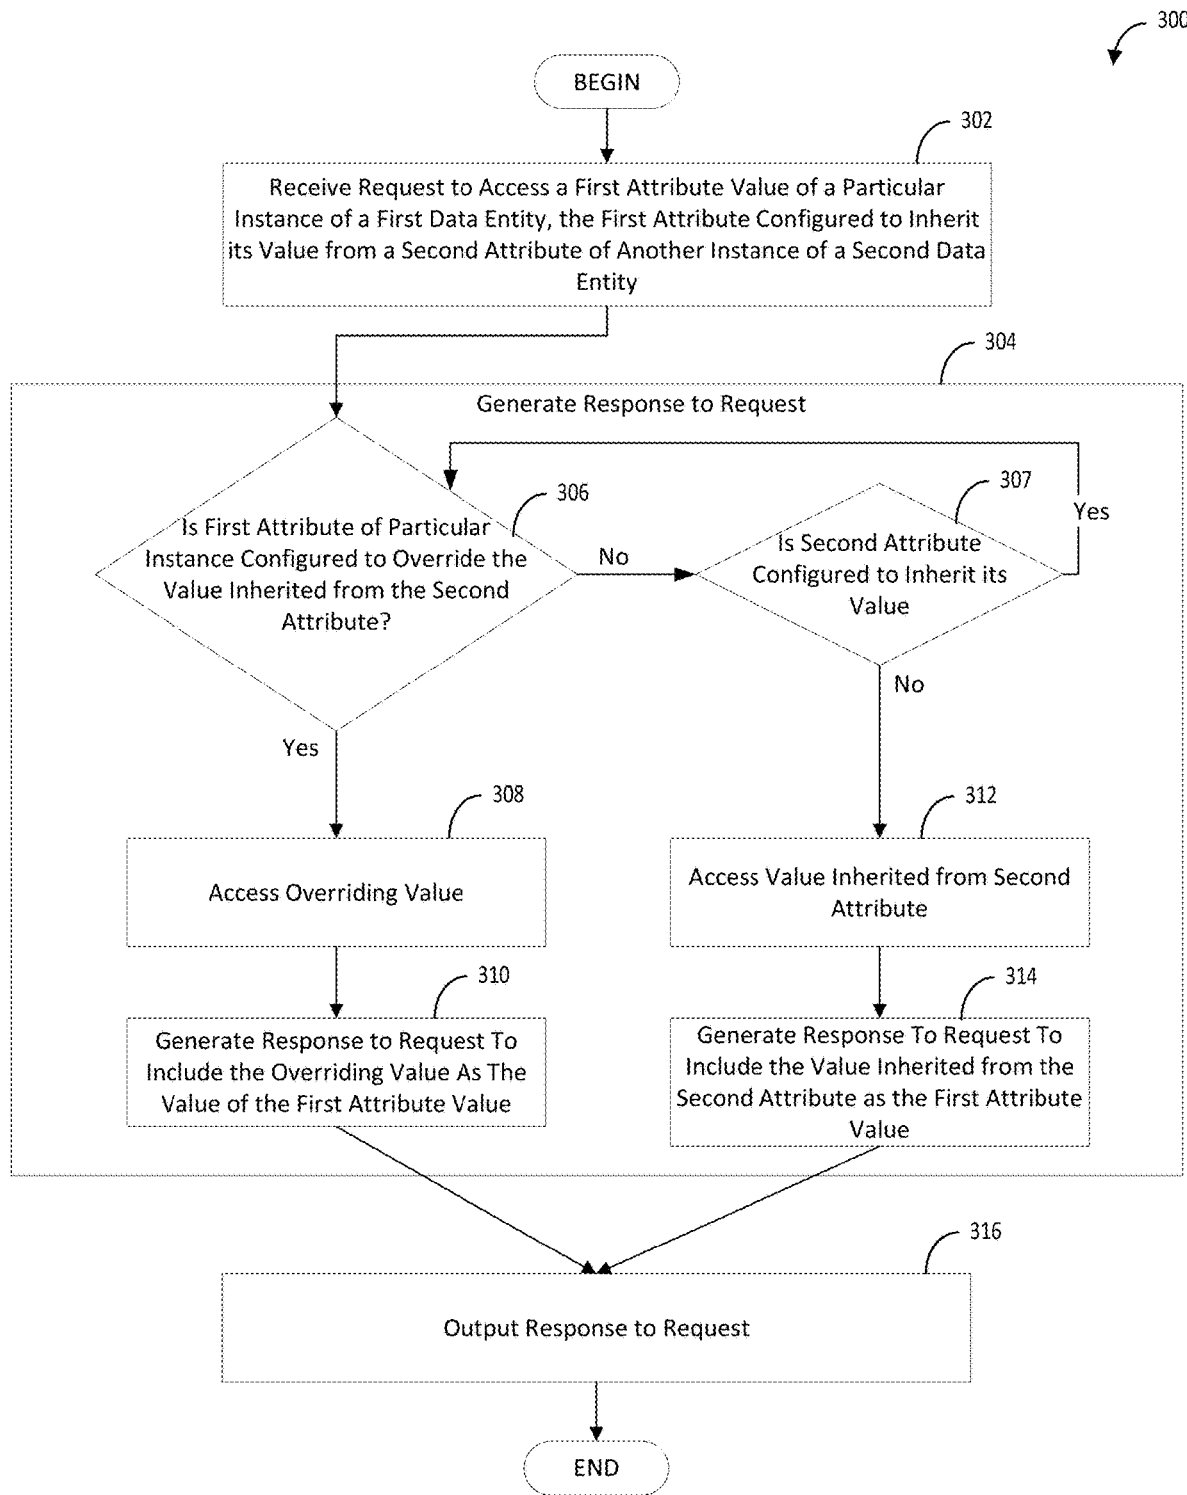 300
BEGIN
302
Receive Request to Access a First Attribute Value of a Particular
Instance of a First Data Entity, the First Attribute Configured to Inherit
its Value from a Second Attribute of Another Instance of a Second Data
Entity
304
Generate Response to Request
306
Is First Attribute of Particular
Instance Configured to Override the
Value Inherited from the Second
Attribute?
No
307
Is Second Attribute
Configured to Inherit its
Value
Yes
No
Yes
308
Access Overriding Value
312
Access Value Inherited from Second
Attribute
310
Generate Response to Request To
Include the Overriding Value As The
Value of the First Attribute Value
314
Generate Response To Request To
Include the Value Inherited from the
Second Attribute as the First Attribute
Value
316
Output Response to Request
END